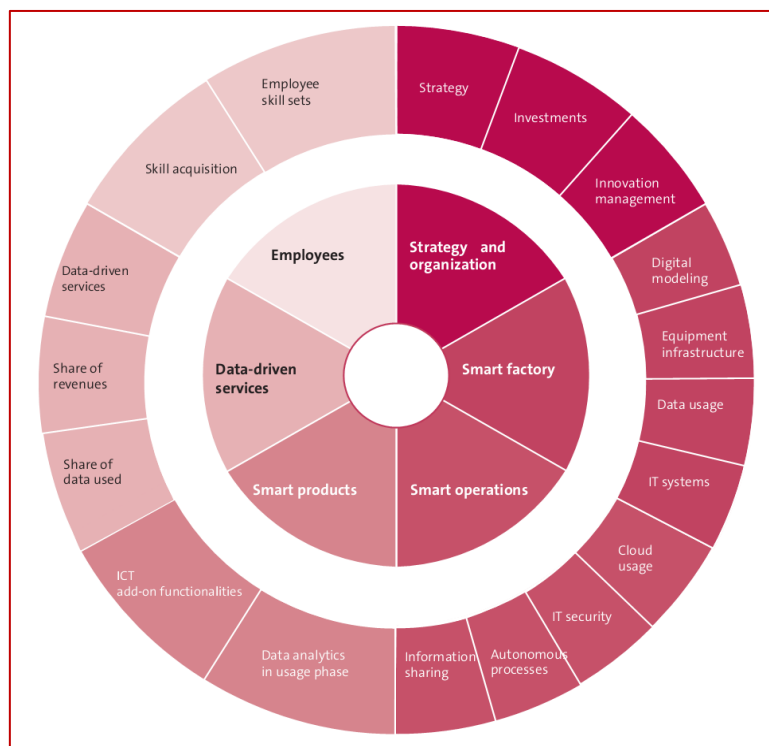 Employee
skill sets
Strategy
Investments
Skill acquisition
Innovation
management
Employees
Strategy and
organization
Data-driven
services
Digital
modeling
Equipment
infrastructure
Share of
revenues
Data-driven
services
Smart factory
Data usage
Share of
data used
Smart products
Smart operations
IT systems
Cloud
usage
ICT
add-on functionalities
IT security
Data analytics
in usage phase
Information
sharing
Autonomous
processes